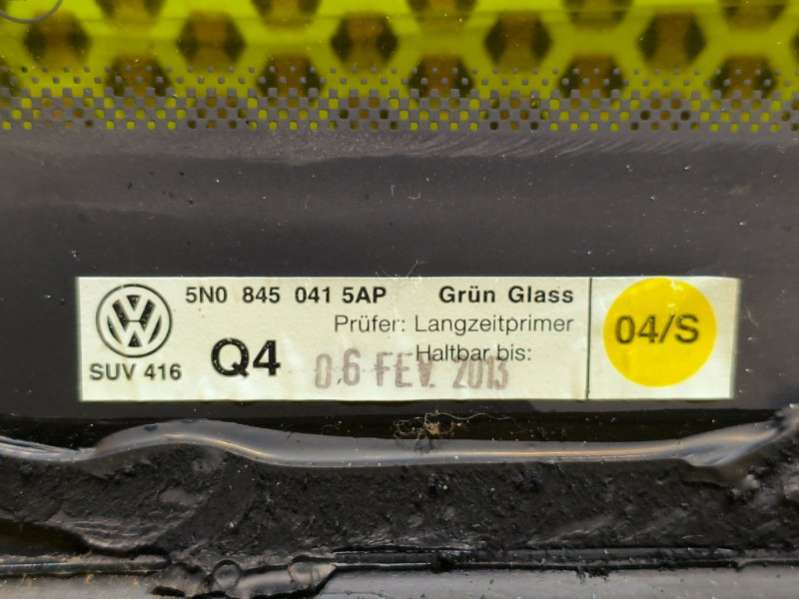 5N0 845 041 5AP Grün Glass
Prüfer: Langzeitprimer
Haltbar bis:
SUV 416 Q4 06 FEV. 2013
04/S